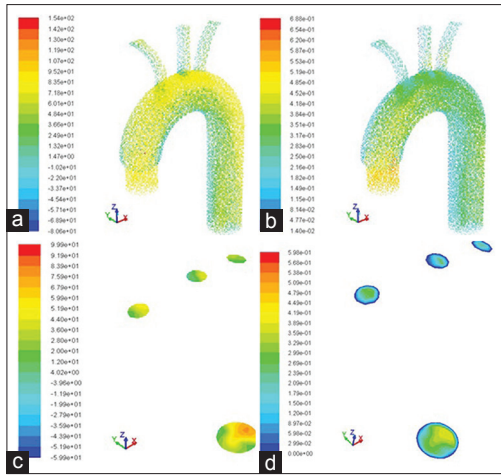 1.54e+02
1.42e+02
1.30e+02
1.19e+02
1.07e+02
9.52e+01
8.35e+01
7.18e+01
6.01e+01
4.84e+01
3.66e+01
2.49e+01
1.32e+01
1.47e+00
-1.02e+01
-2.20e+01
-3.37e+01
-4.54e+01
-5.71e+01
-6.89e+01
-8.06e+01
Z
Y
X
a
6.88e-01
6.54e-01
6.20e-01
5.87e-01
5.53e-01
5.19e-01
4.85e-01
4.52e-01
4.18e-01
3.84e-01
3.51e-01
3.17e-01
2.83e-01
2.50e-01
2.16e-01
1.82e-01
1.49e-01
1.15e-01
8.14e-02
4.77e-02
1.40e-02
Z
Y
X
b
9.99e+01
9.19e+01
8.39e+01
7.59e+01
6.79e+01
5.99e+01
5.19e+01
4.40e+01
3.60e+01
2.80e+01
2.00e+01
1.20e+01
4.02e+00
-3.96e+00
-1.20e+01
-1.99e+01
-2.79e+01
-3.59e+01
-4.39e+01
-5.19e+01
-5.99e+01
Z
Y
X
c
5.98e-01
5.68e-01
5.38e-01
5.08e-01
4.79e-01
4.49e-01
4.19e-01
3.89e-01
3.59e-01
3.29e-01
2.99e-01
2.69e-01
2.39e-01
2.09e-01
1.79e-01
1.50e-01
1.20e-01
8.97e-02
5.98e-02
2.99e-02
0.00e+00
Z
Y
X
d